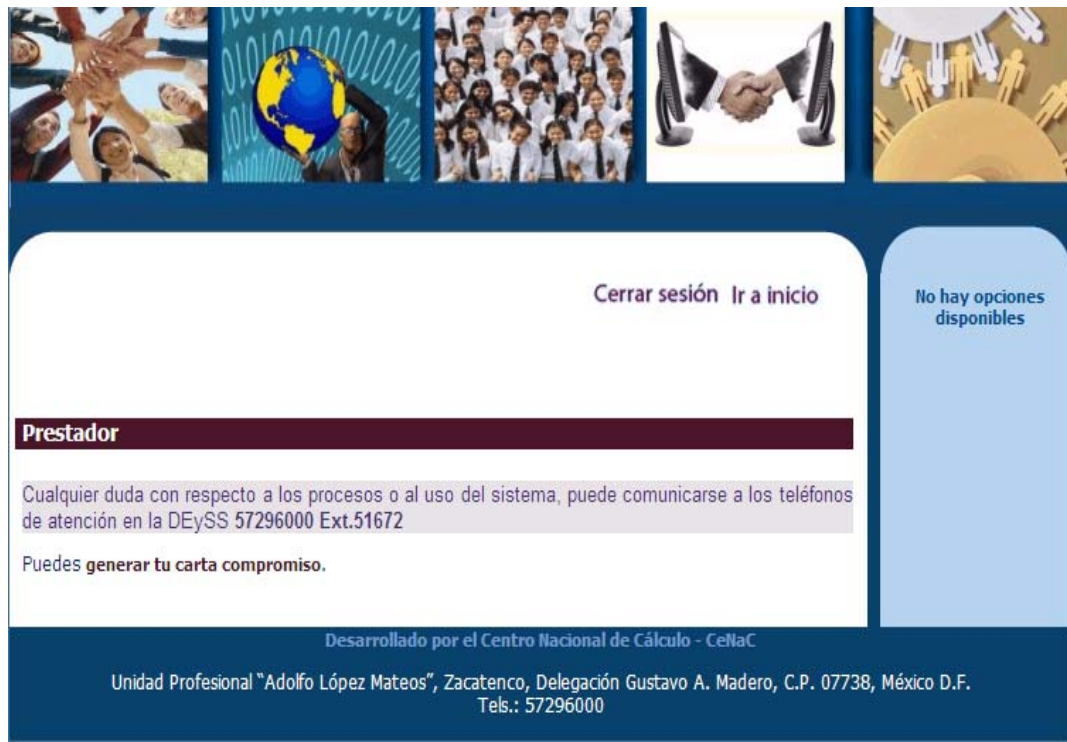 Cerrar sesión Ir a inicio
No hay opciones
disponibles
Prestador
Cualquier duda con respecto a los procesos o al uso del sistema, puede comunicarse a los teléfonos
de atención en la DEySS 57296000 Ext.51672
Puedes generar tu carta compromiso.
Desarrollado por el Centro Nacional de Cálculo - CeNaC
Unidad Profesional "Adolfo López Mateos", Zacatenco, Delegación Gustavo A. Madero, C.P. 07738, México D.F.
Tels.: 57296000